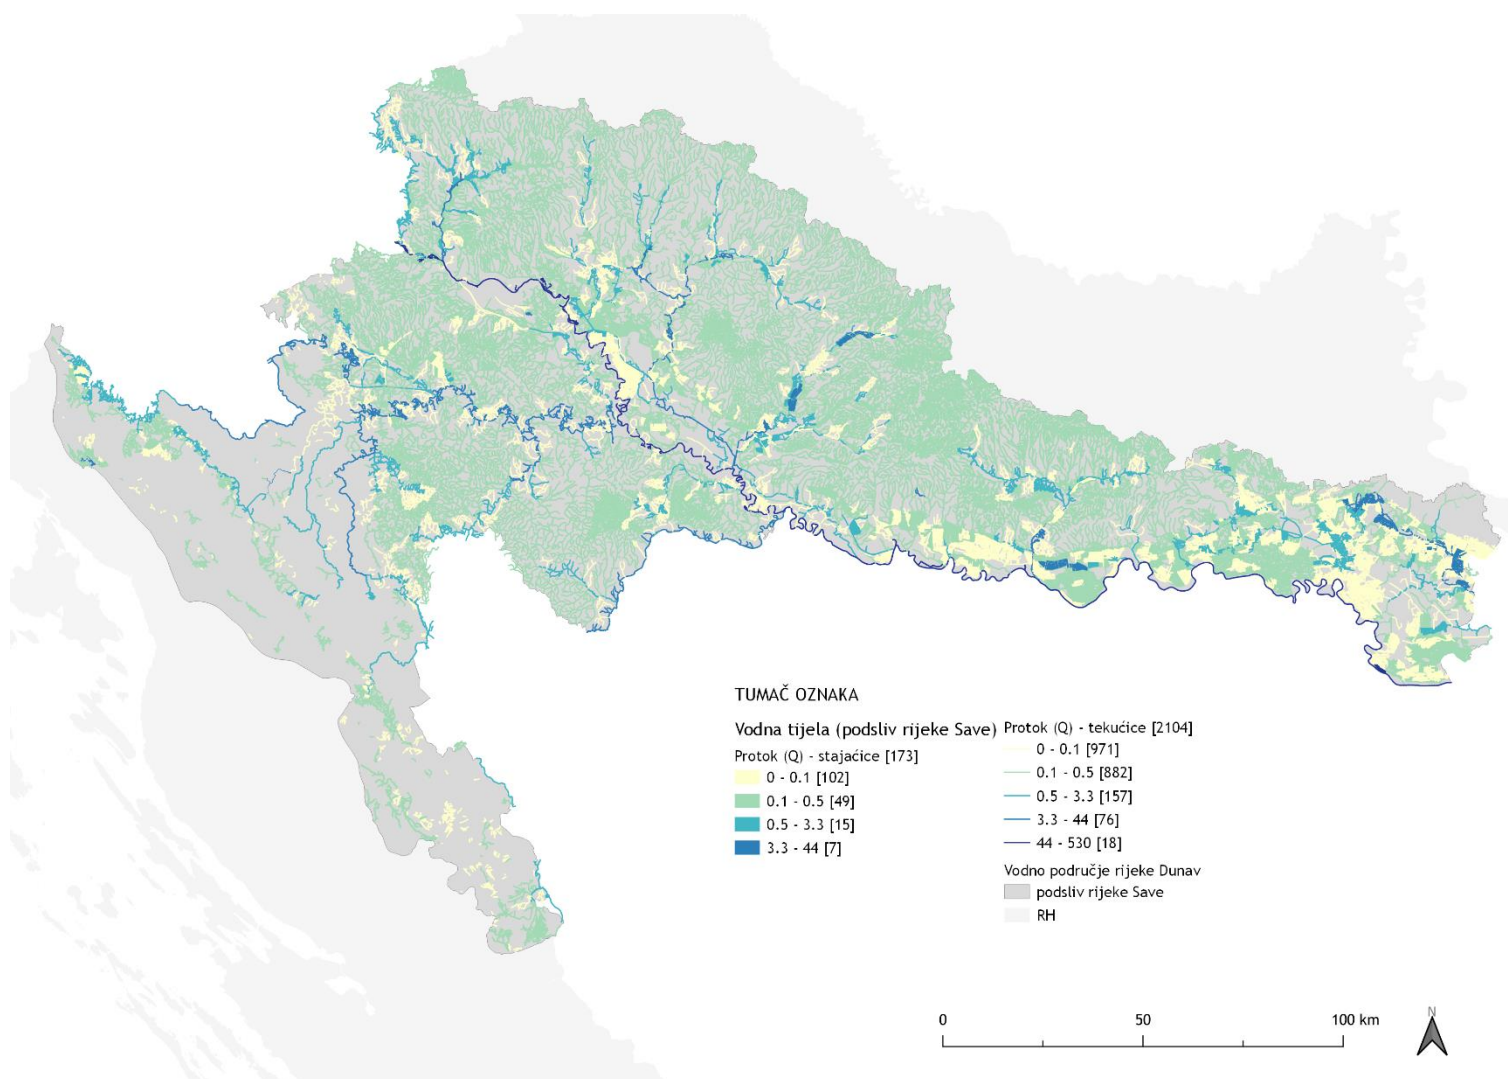 TUMAČ OZNAKA
Vodna tijela (podsliv rijeke Save)
Protok (Q) - stajaćice [173]
0 - 0.1 [102]
0.1 - 0.5 [49]
0.5 - 3.3 [15]
3.3 - 44 [7]
Protok (Q) - tekućice [2104]
0 - 0.1 [971]
0.1 - 0.5 [882]
0.5 - 3.3 [157]
3.3 - 44 [76]
44 - 530 [18]
Vodno područje rijeke Dunav
podsliv rijeke Save
RH
0 50 100 km
N